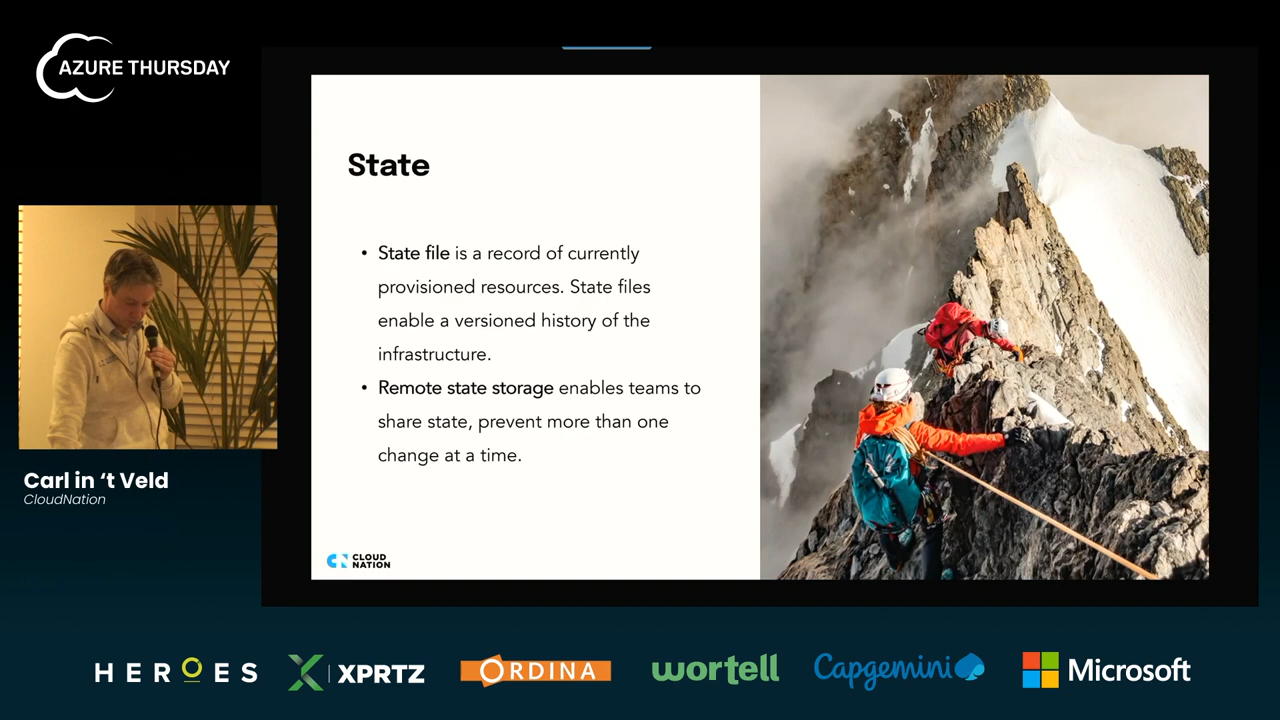 AZURE THURSDAY
State
• State file is a record of currently
provisioned resources. State files
enable a versioned history of the
infrastructure.
• Remote state storage enables teams to
share state, prevent more than one
change at a time.
CLOUD
NATION
Carl in ‘t Veld
CloudNation
HEROES
XPRTZ
ORDINA
wortell
Capgemini
Microsoft